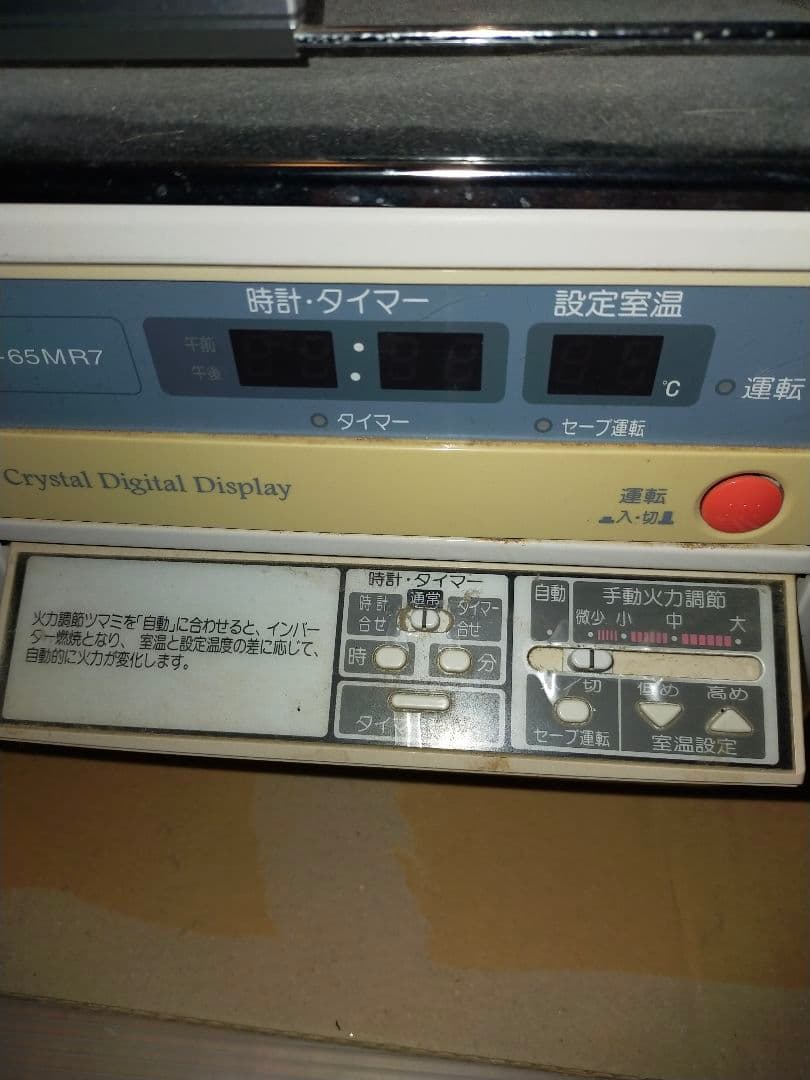 時計・タイマー
設定室温
-65MR7
午前
午後
℃
運転
タイマー
セーブ運転
Crystal Digital Display
運転
入・切
火力調節ツマミを「自動」に合わせると、インバー
ター燃焼となり、室温と設定温度の差に応じて、
自動的に火力が変化します。
時計・タイマー
時計
合せ
通常
タイマー
合せ
時
分
タイマ
自動
手動火力調節
微少 小 中 大
切
セーブ運転
低め
高め
室温設定